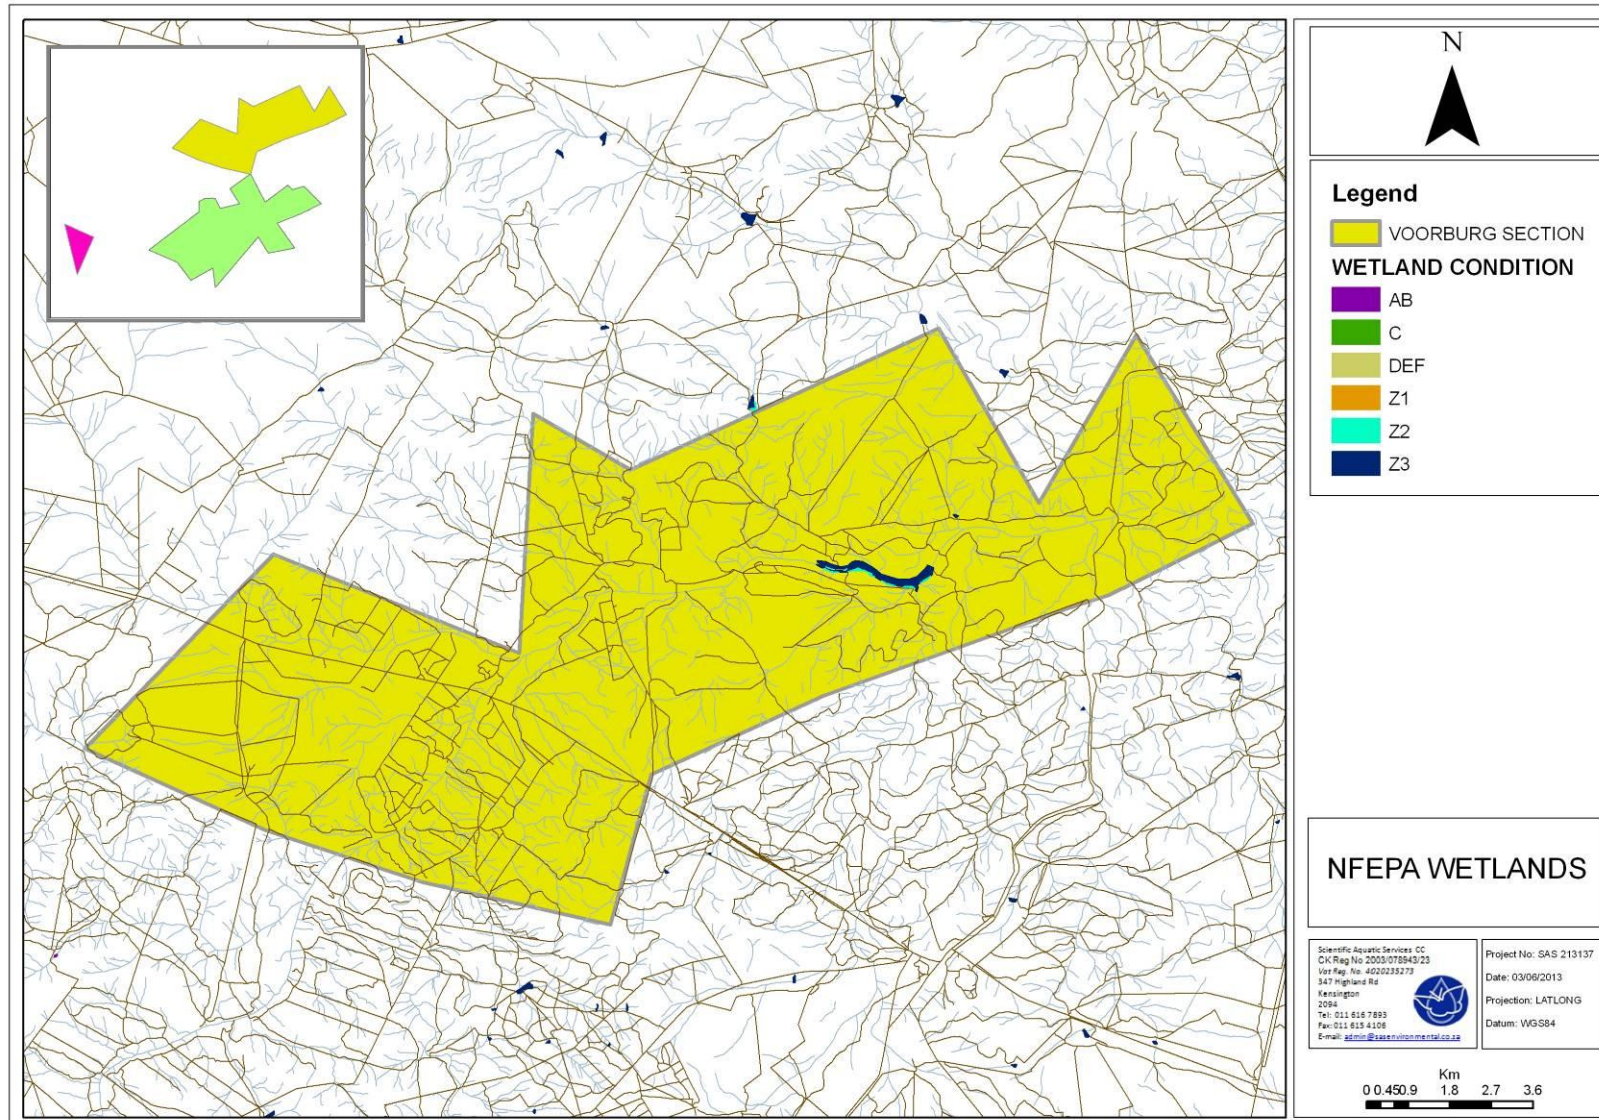 N
Legend
VOORBURG SECTION
WETLAND CONDITION
AB
C
DEF
Z1
Z2
Z3
NFEPA WETLANDS
Scientific Aquatic Services CC
CK Reg No 2003/078943/23
Vat Reg. No. 4020235273
347 Highland Rd
Kensington
2094
Tel: 011 616 7893
Fax: 011 615 4106
E-mail: admin@sasenvironmental.co.za
Project No: SAS 213137
Date: 03/06/2013
Projection: LATLONG
Datum: WGS84
Km
0 0.450.9 1.8 2.7 3.6